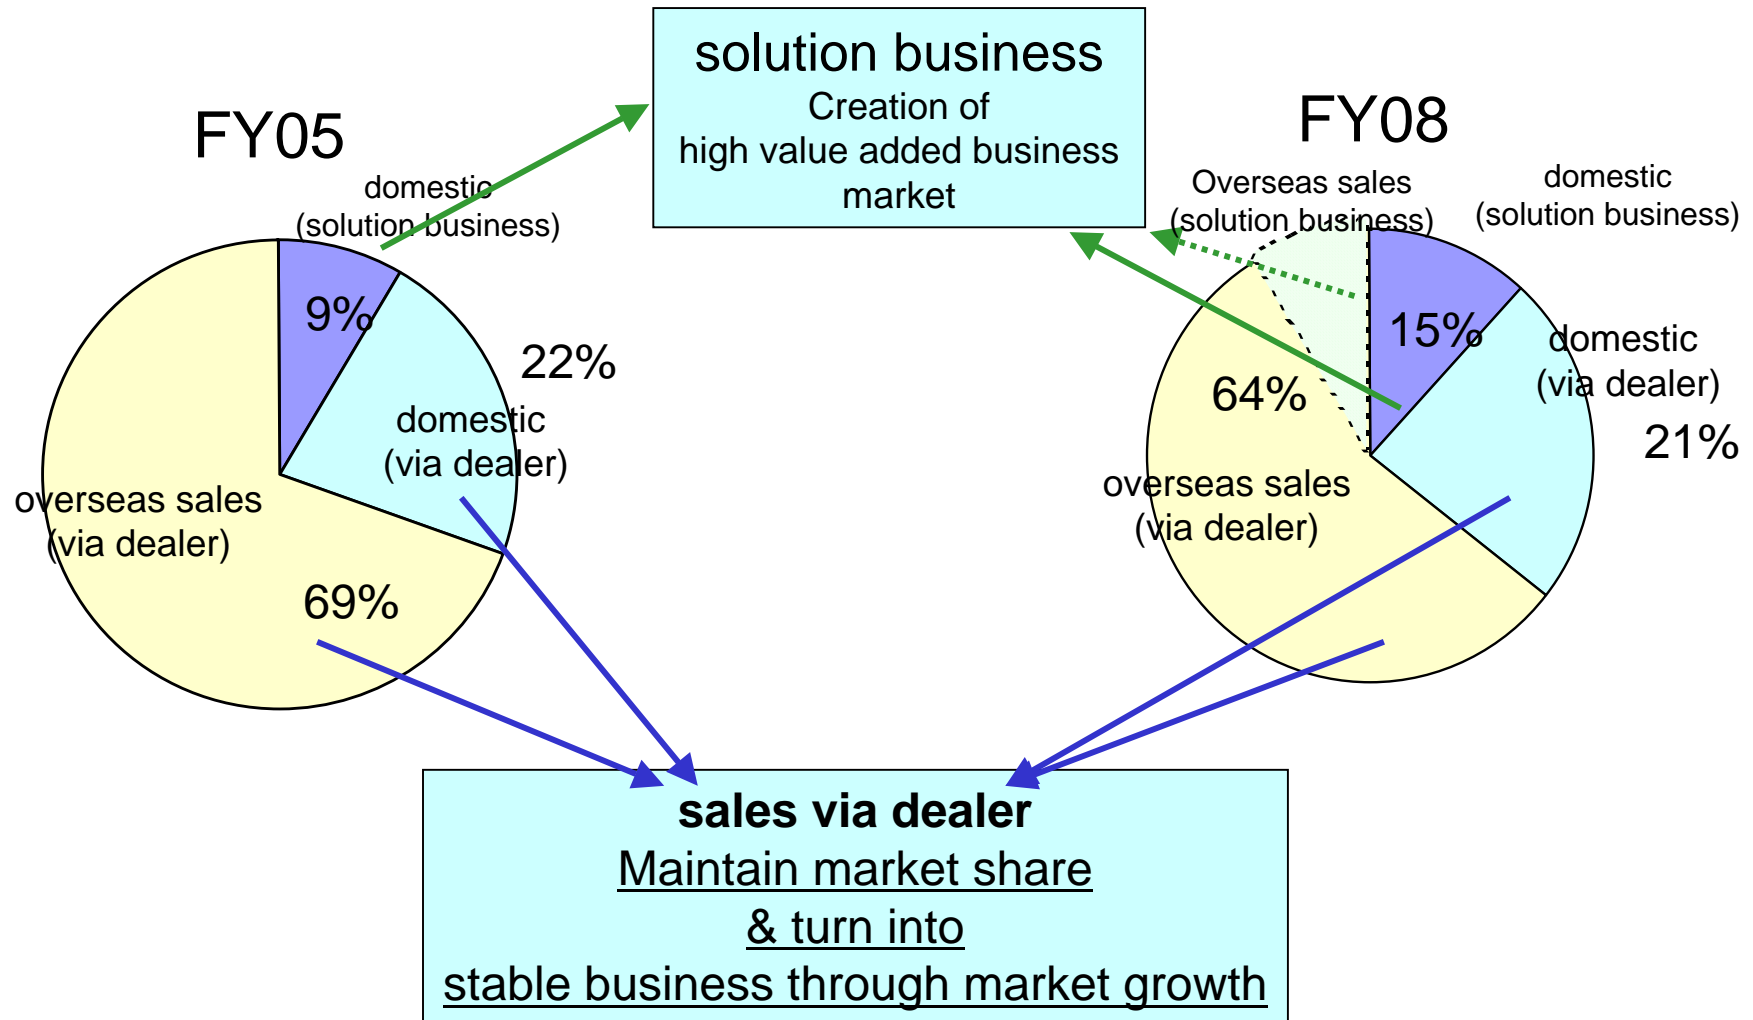 solution business
Creation of
high value added business
market
FY05
domestic
(solution business)
9%
22%
domestic
(via dealer)
overseas sales
(via dealer)
69%
FY08
Overseas sales
(solution business)
domestic
(solution business)
15%
domestic
(via dealer)
64%
21%
overseas sales
(via dealer)
sales via dealer
Maintain market share
& turn into
stable business through market growth